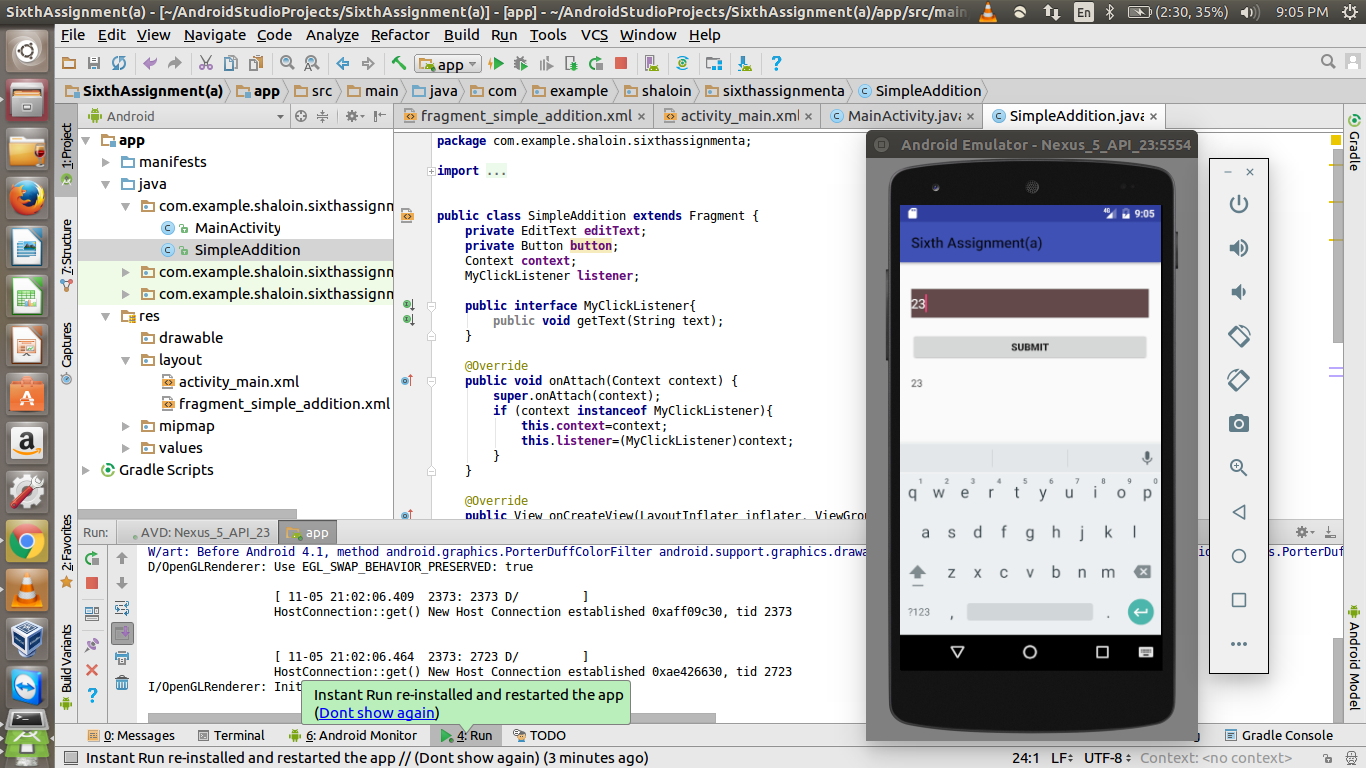 SixthAssignment(a) - [~/AndroidStudioProjects/SixthAssignment(a)] - [app] - ~/AndroidStudioProjects/SixthAssignment(a)/app/src/main
En (2:30, 35%) 9:05 PM
File Edit View Navigate Code Analyze Refactor Build Run Tools VCS Window Help
app
SixthAssignment(a) app src main java com example shaloin sixthassignmenta SimpleAddition
Android
fragment_simple_addition.xml activity_main.xml MainActivity.java SimpleAddition.java
1: Project
7: Structure
Captures
2: Favorites
Build Variants
app
manifests
java
com.example.shaloin.sixthassignm
MainActivity
SimpleAddition
com.example.shaloin.sixthassignm
com.example.shaloin.sixthassignm
res
drawable
layout
activity_main.xml
fragment_simple_addition.xml
mipmap
values
Gradle Scripts
package com.example.shaloin.sixthassignmenta;
import ...
public class SimpleAddition extends Fragment {
private EditText editText;
private Button button;
Context context;
MyClickListener listener;
public interface MyClickListener{
public void getText(String text);
}
@Override
public void onAttach(Context context) {
super.onAttach(context);
if (context instanceof MyClickListener){
this.context=context;
this.listener=(MyClickListener)context;
}
}
@Override
public View onCreateView(LayoutInflater inflater, ViewGrou
Android Emulator - Nexus_5_API_23:5554
9:05
Sixth Assignment(a)
23
SUBMIT
23
1 2 3 4 5 6 7 8 9 0
q w e r t y u i o p
a s d f g h j k l
z x c v b n m
?123 , .
Gradle
Android Model
Run: AVD: Nexus_5_API_23 app
W/art: Before Android 4.1, method android.graphics.PorterDuffColorFilter android.support.graphics.drawa
s.PorterDuf
D/OpenGLRenderer: Use EGL_SWAP_BEHAVIOR_PRESERVED: true
[ 11-05 21:02:06.409 2373: 2373 D/ ]
HostConnection::get() New Host Connection established 0xaff09c30, tid 2373
[ 11-05 21:02:06.464 2373: 2723 D/ ]
HostConnection::get() New Host Connection established 0xae426630, tid 2723
I/OpenGLRenderer: Init
Instant Run re-installed and restarted the app
(Dont show again)
0: Messages Terminal 6: Android Monitor 4: Run TODO Gradle Console
Instant Run re-installed and restarted the app // (Dont show again) (3 minutes ago) 24:1 LF UTF-8 Context: <no context>